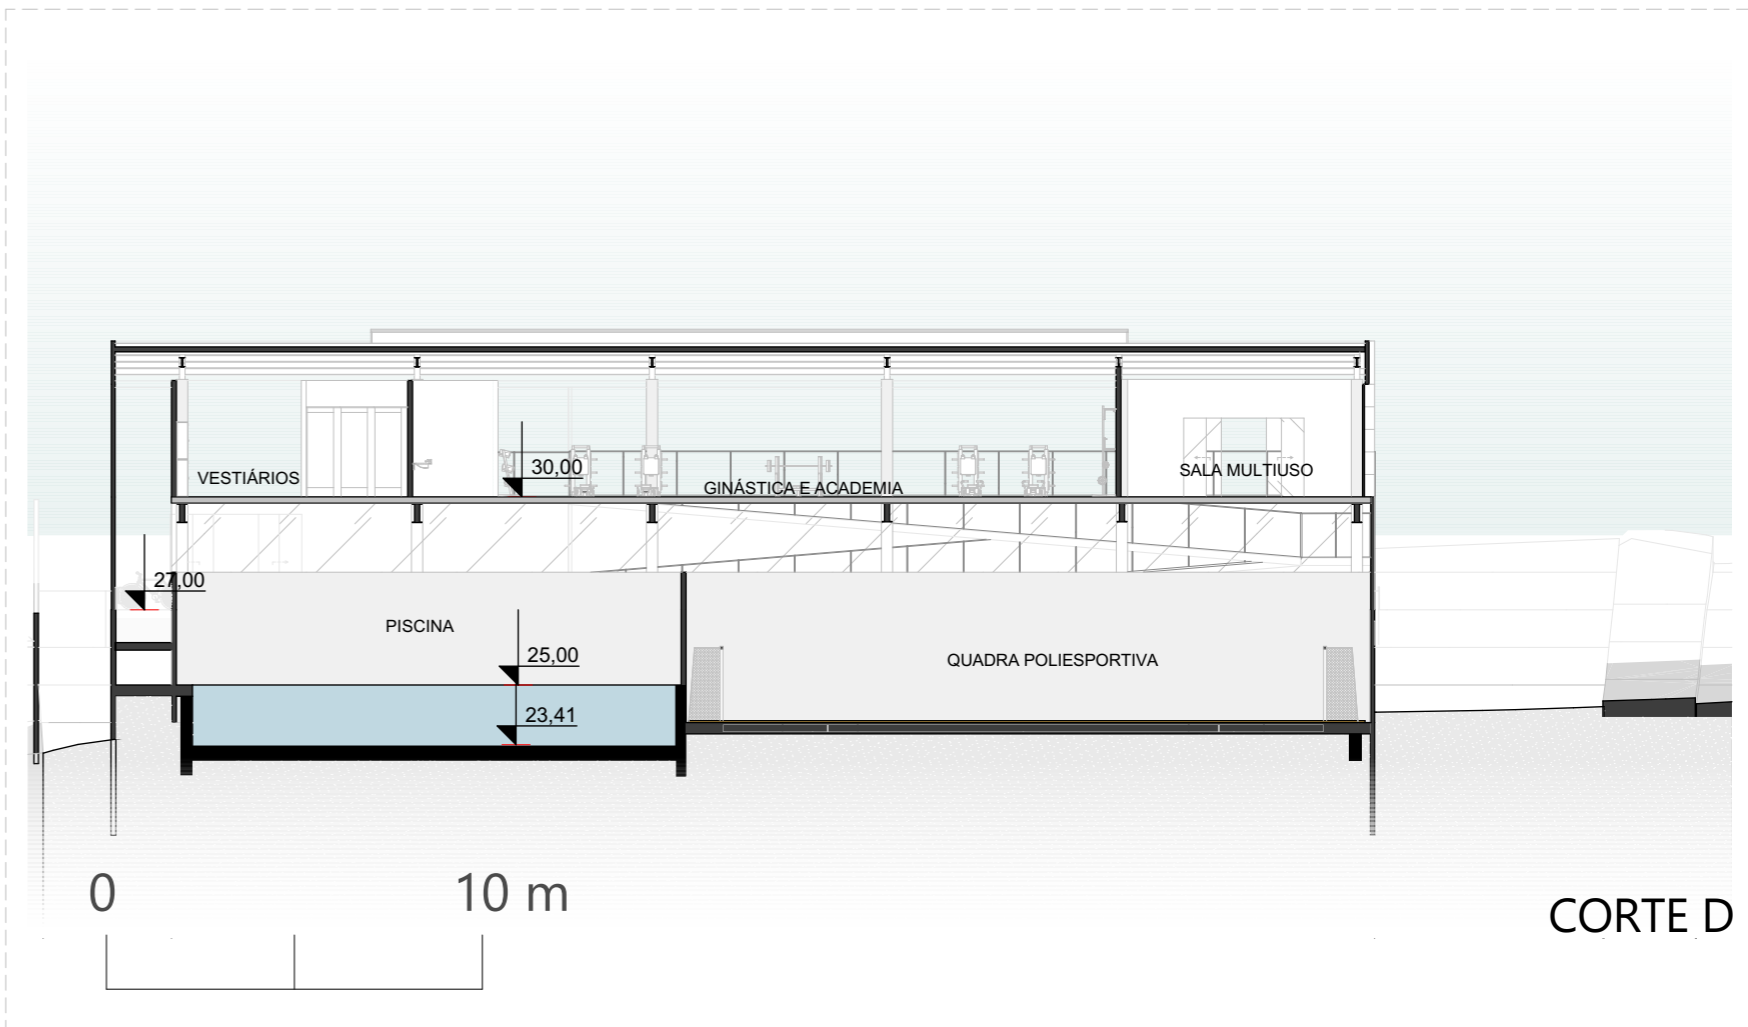 30,00
VESTIÁRIOS
SALA MULTIUSO
GINÁSTICA E ACADEMIA
27,00
PISCINA
25,00
QUADRA POLIESPORTIVA
23,41
0
10 m
CORTE D